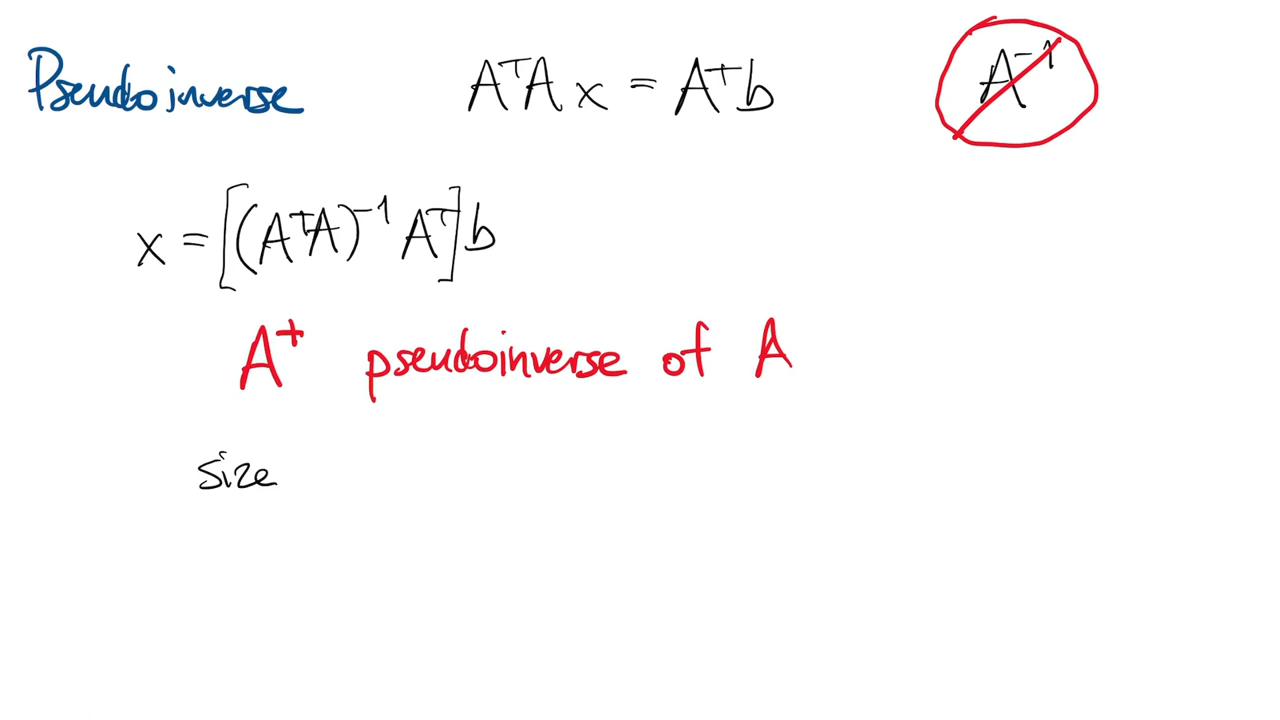 Pseudoinverse AᵀA x = Aᵀb A⁻¹
x = [(AᵀA)⁻¹ Aᵀ] b
A⁺ pseudoinverse of A
size